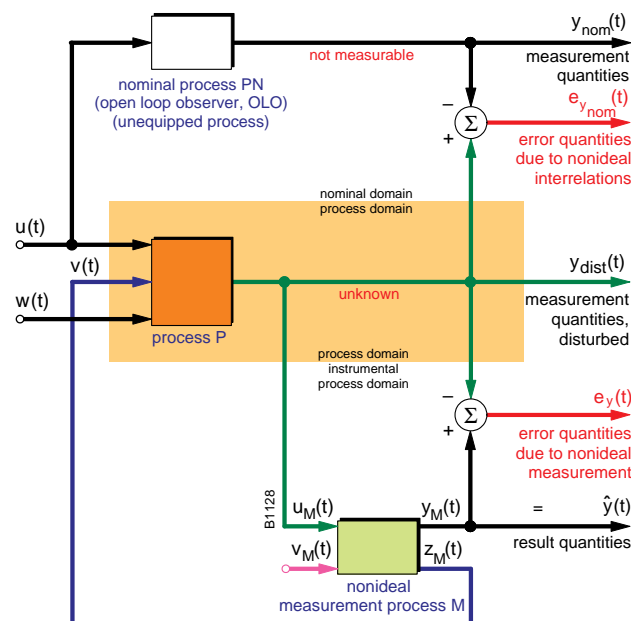 y_nom(t)
not measurable
measurement
quantities
nominal process PN
(open loop observer, OLO)
(unequipped process)
−
Σ
+
e_y_nom(t)
error quantities
due to nonideal
interrelations
nominal domain
process domain
u(t)
v(t)
w(t)
process P
unknown
y_dist(t)
measurement
quantities,
disturbed
process domain
instrumental
process domain
−
Σ
+
e_y(t)
error quantities
due to nonideal
measurement
B1128
u_M(t)
y_M(t)
=
ŷ(t)
result quantities
v_M(t)
z_M(t)
nonideal
measurement process M